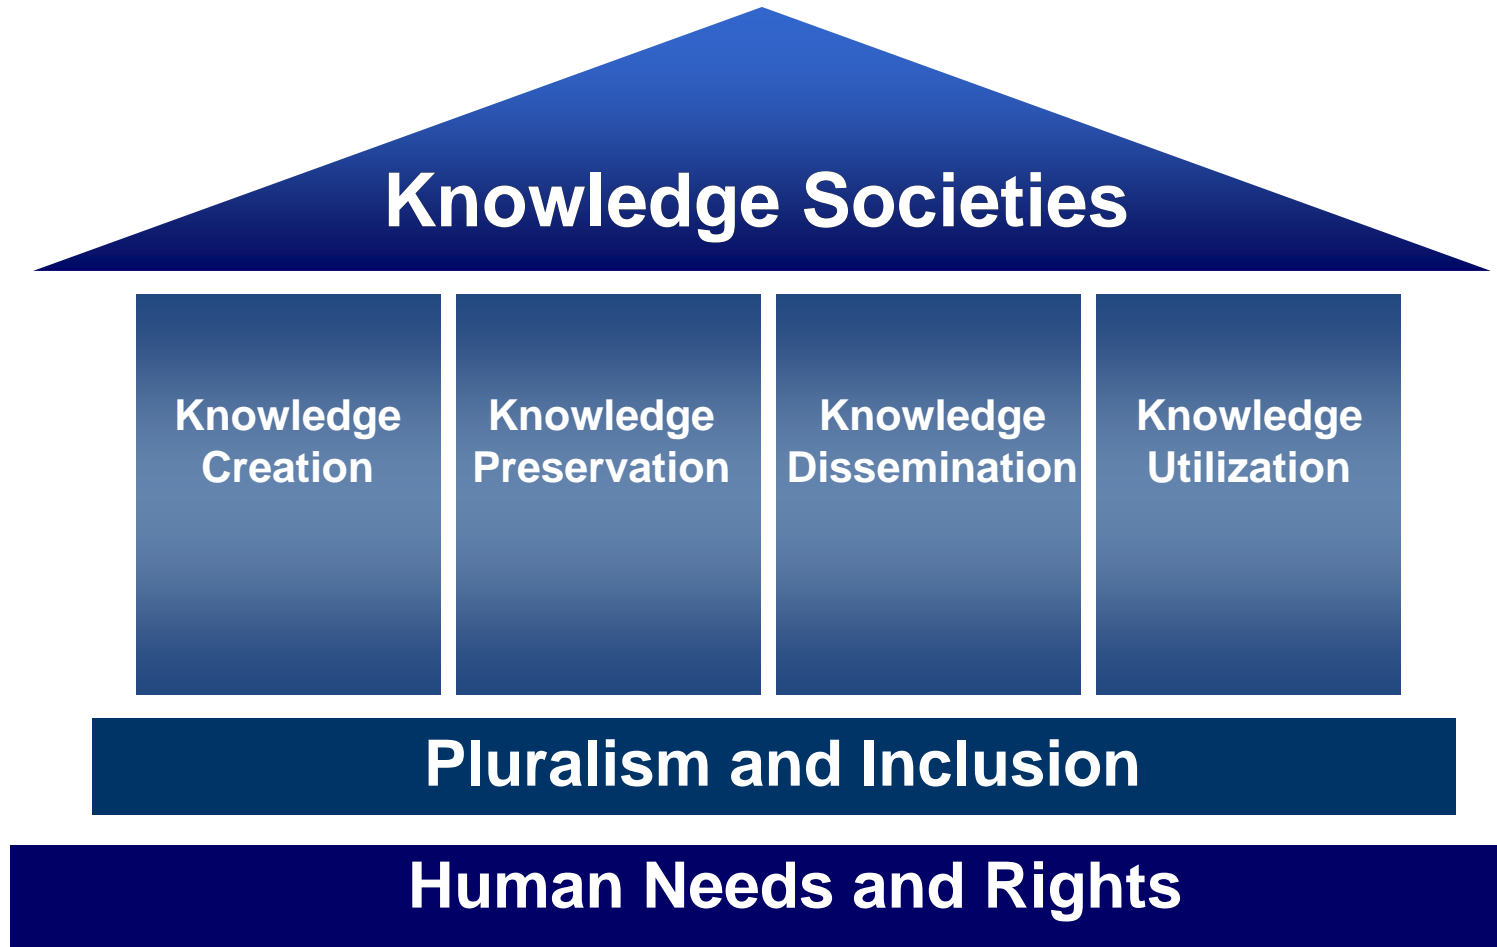 Knowledge Societies
Knowledge
Creation
Knowledge
Preservation
Knowledge
Dissemination
Knowledge
Utilization
Pluralism and Inclusion
Human Needs and Rights